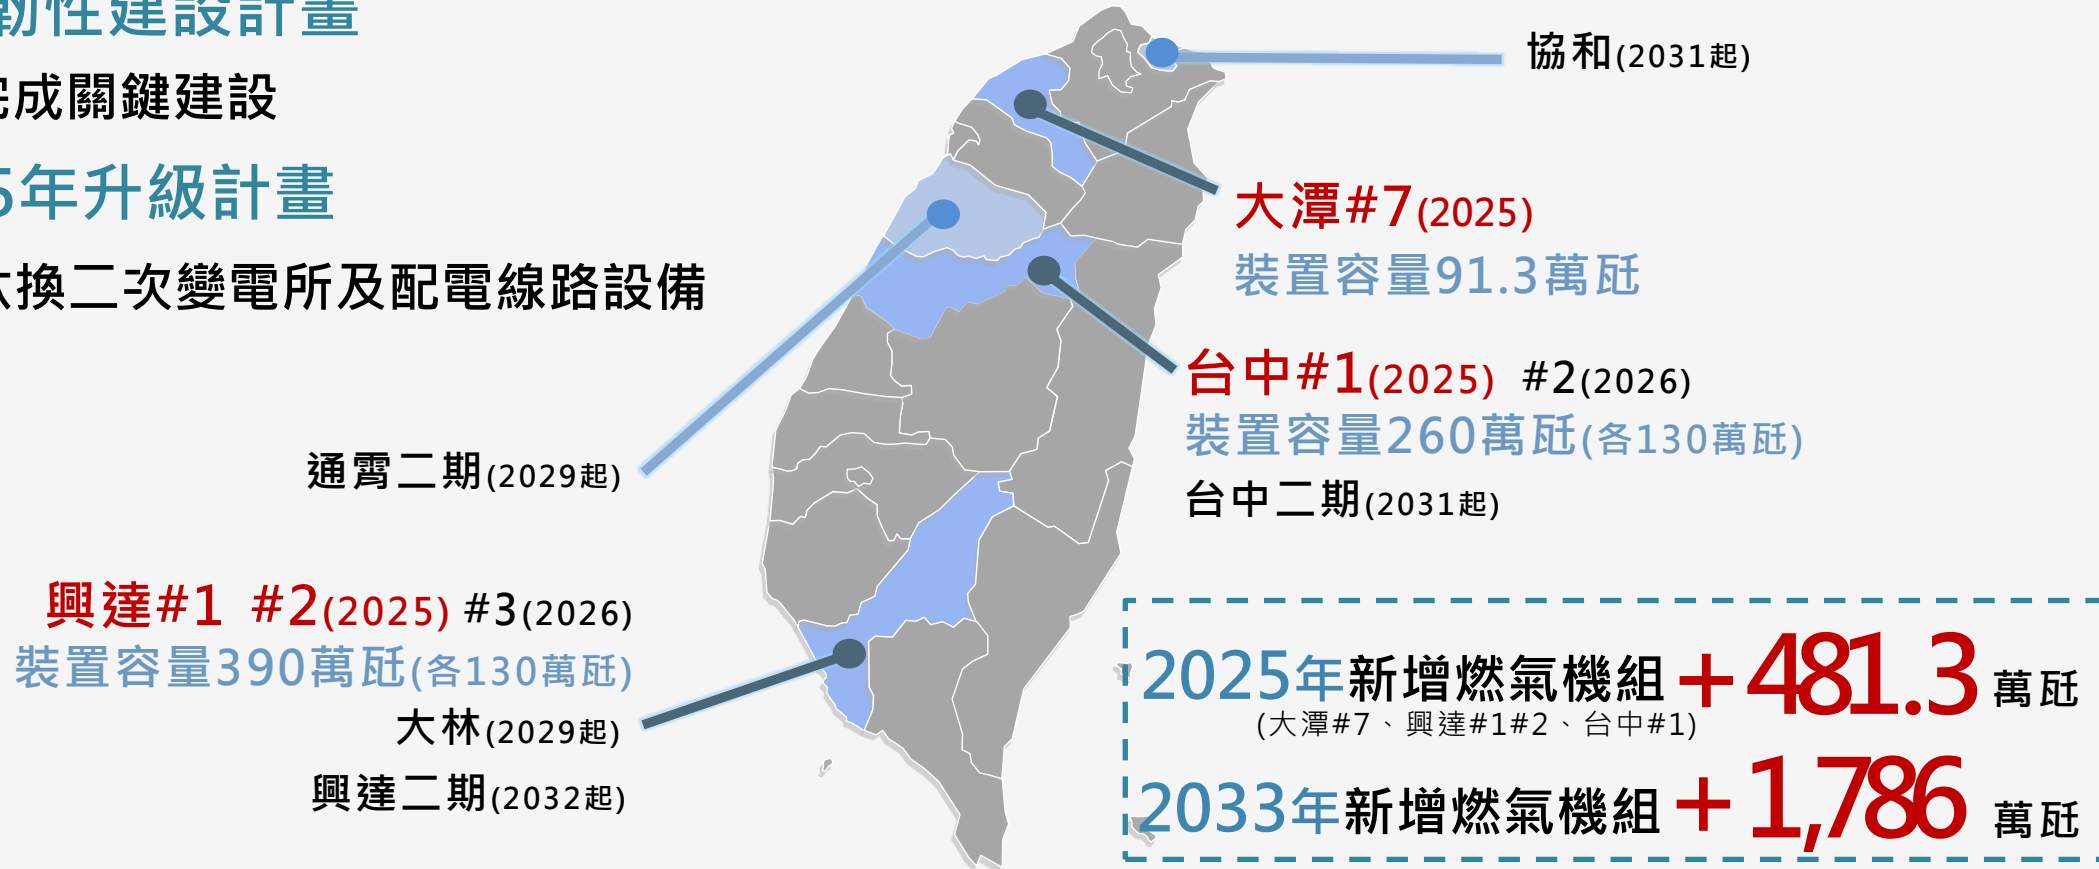 韌性建設計畫
完成關鍵建設
5年升級計畫
汰換二次變電所及配電線路設備
協和(2031起)
大潭#7(2025)
裝置容量91.3萬瓩
台中#1(2025) #2(2026)
裝置容量260萬瓩(各130萬瓩)
台中二期(2031起)
通霄二期(2029起)
興達#1 #2(2025) #3(2026)
裝置容量390萬瓩(各130萬瓩)
大林(2029起)
興達二期(2032起)
2025年新增燃氣機組+481.3萬瓩
(大潭#7、興達#1#2、台中#1)
2033年新增燃氣機組+1,786萬瓩